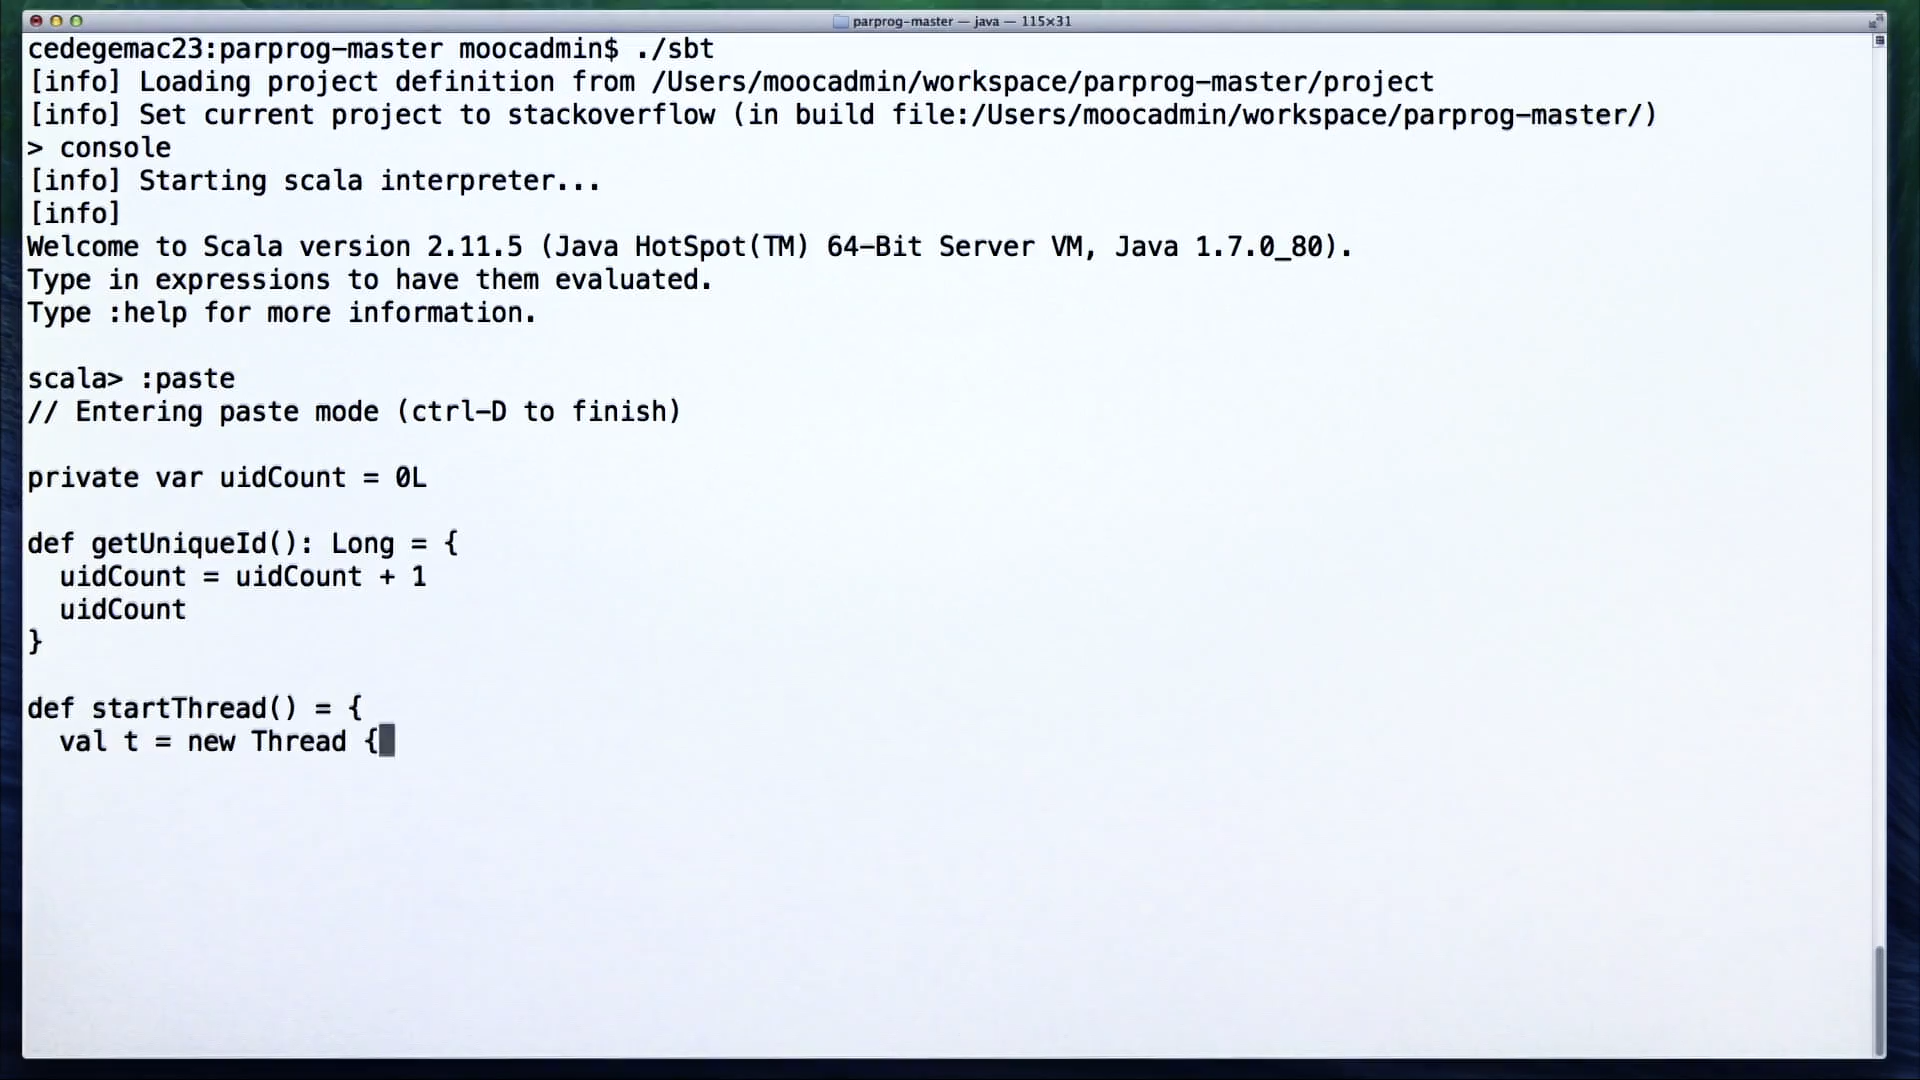 parprog-master — java — 115×31
cedegemac23:parprog-master moocadmin$ ./sbt
[info] Loading project definition from /Users/moocadmin/workspace/parprog-master/project
[info] Set current project to stackoverflow (in build file:/Users/moocadmin/workspace/parprog-master/)
> console
[info] Starting scala interpreter...
[info]
Welcome to Scala version 2.11.5 (Java HotSpot(TM) 64-Bit Server VM, Java 1.7.0_80).
Type in expressions to have them evaluated.
Type :help for more information.
scala> :paste
// Entering paste mode (ctrl-D to finish)
private var uidCount = 0L
def getUniqueId(): Long = {
  uidCount = uidCount + 1
  uidCount
}
def startThread() = {
  val t = new Thread {